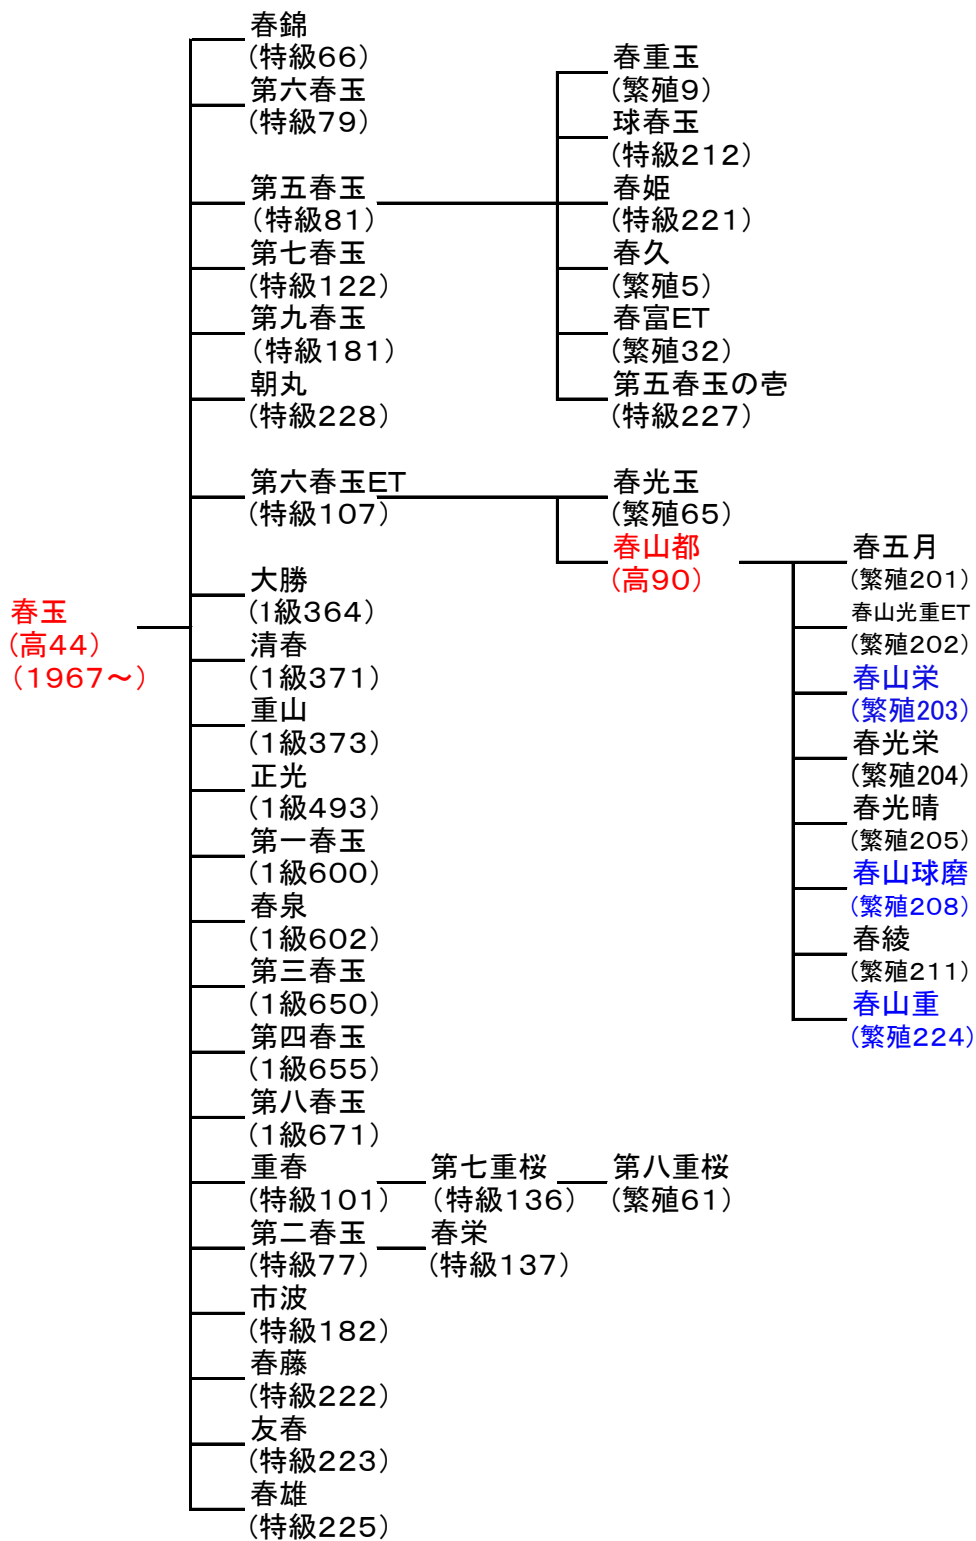 春玉
(高44)
(1967～)
春錦
(特級66)
第六春玉
(特級79)
第五春玉
(特級81)
第七春玉
(特級122)
第九春玉
(特級181)
朝丸
(特級228)
第六春玉ET
(特級107)
大勝
(1級364)
清春
(1級371)
重山
(1級373)
正光
(1級493)
第一春玉
(1級600)
春泉
(1級602)
第三春玉
(1級650)
第四春玉
(1級655)
第八春玉
(1級671)
重春
(特級101)
第二春玉
(特級77)
市波
(特級182)
春藤
(特級222)
友春
(特級223)
春雄
(特級225)
第七重桜
(特級136)
春栄
(特級137)
春重玉
(繁殖9)
球春玉
(特級212)
春姫
(特級221)
春久
(繁殖5)
春富ET
(繁殖32)
第五春玉の壱
(特級227)
春光玉
(繁殖65)
春山都
(高90)
第八重桜
(繁殖61)
春五月
(繁殖201)
春山光重ET
(繁殖202)
春山栄
(繁殖203)
春光栄
(繁殖204)
春光晴
(繁殖205)
春山球磨
(繁殖208)
春綾
(繁殖211)
春山重
(繁殖224)